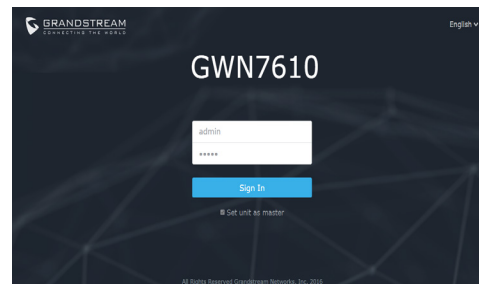 GRANDSTREAM
CONNECTING THE WORLD
English
GWN7610
admin
•••••
Sign In
Set unit as master
All Rights Reserved Grandstream Networks, Inc. 2016